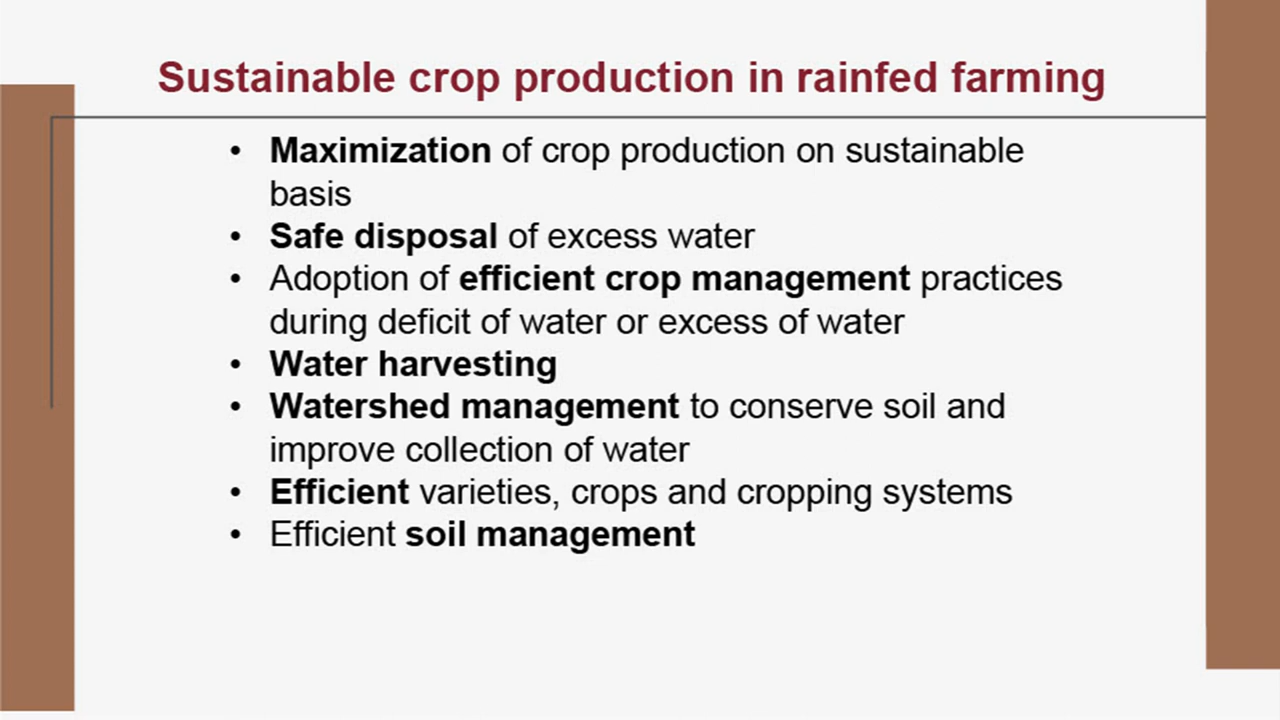 Sustainable crop production in rainfed farming
• Maximization of crop production on sustainable
basis
• Safe disposal of excess water
• Adoption of efficient crop management practices
during deficit of water or excess of water
• Water harvesting
• Watershed management to conserve soil and
improve collection of water
• Efficient varieties, crops and cropping systems
• Efficient soil management